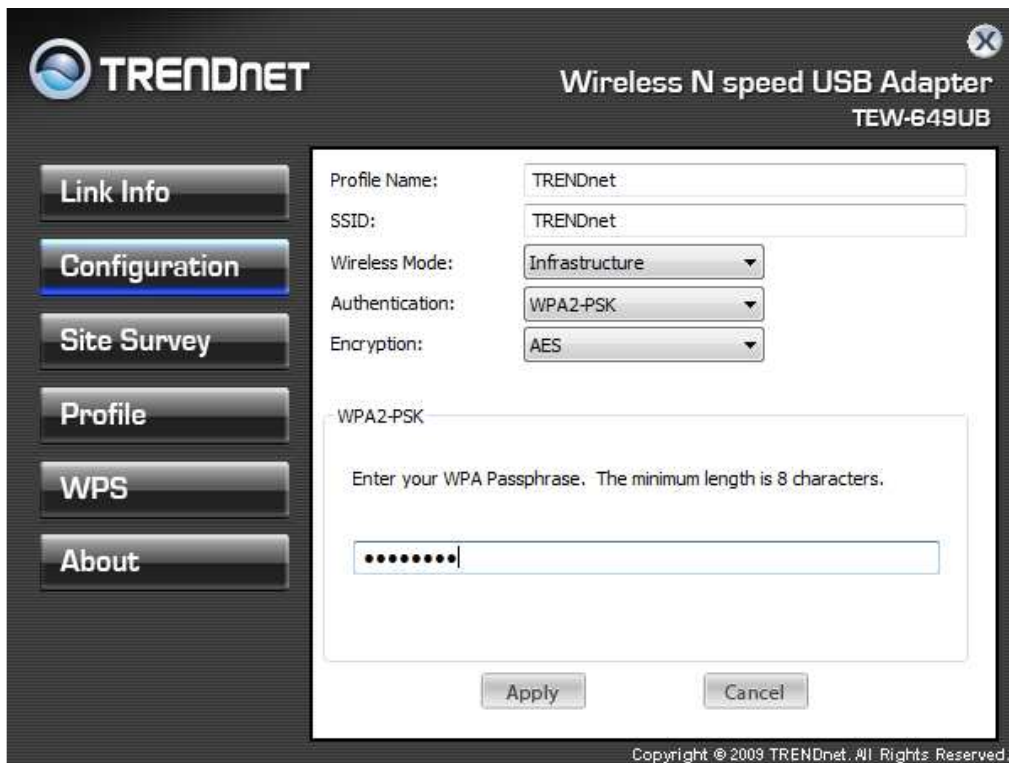 TRENDNET
Wireless N speed USB Adapter
TEW-649UB
Link Info
Configuration
Site Survey
Profile
WPS
About
Profile Name: TRENDnet
SSID: TRENDnet
Wireless Mode: Infrastructure
Authentication: WPA2-PSK
Encryption: AES
WPA2-PSK
Enter your WPA Passphrase. The minimum length is 8 characters.
••••••••
Apply Cancel
Copyright © 2009 TRENDnet. All Rights Reserved.